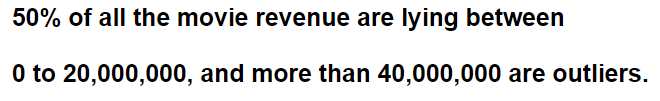 50% of all the movie revenue are lying between
0 to 20,000,000, and more than 40,000,000 are outliers.